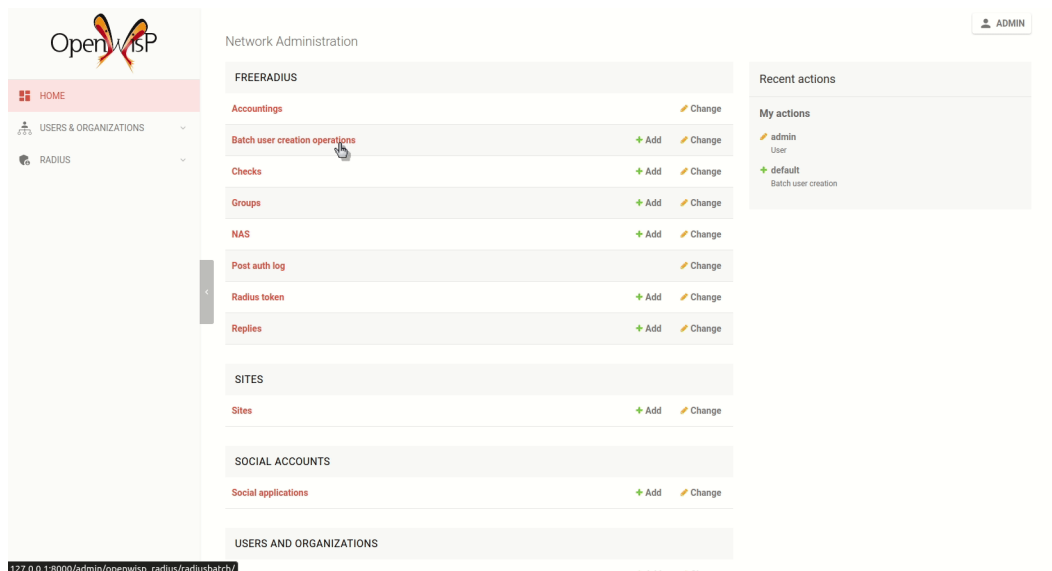 OpenWISP
ADMIN
Network Administration
HOME
USERS & ORGANIZATIONS
RADIUS
FREERADIUS
Accountings Change
Batch user creation operations Add Change
Checks Add Change
Groups Add Change
NAS Add Change
Post auth log Change
Radius token Add Change
Replies Add Change
SITES
Sites Add Change
SOCIAL ACCOUNTS
Social applications Add Change
USERS AND ORGANIZATIONS
Recent actions
My actions
admin
User
default
Batch user creation
127.0.0.1:8000/admin/openwisp_radius/radiusbatch/